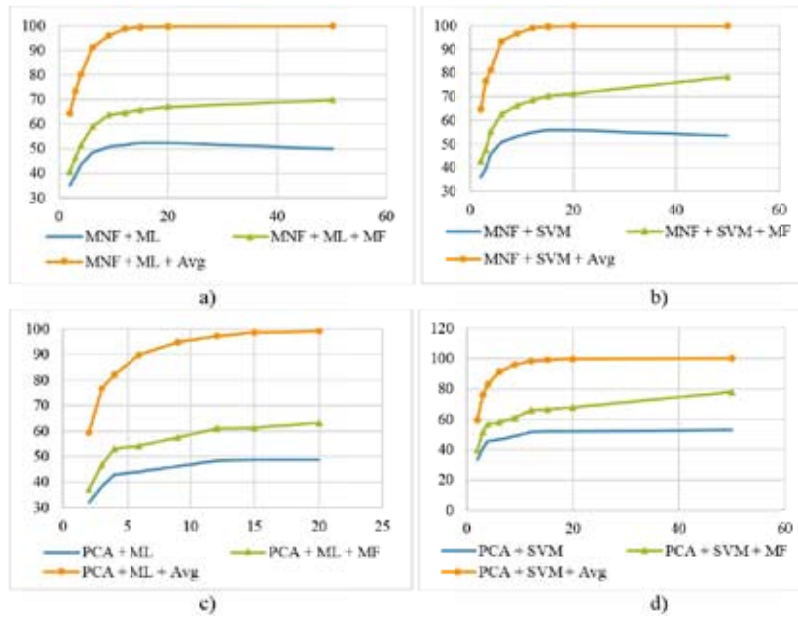 100
90
80
70
60
50
40
30
0 20 40 60
MNF + ML MNF + ML + MF
MNF + ML + Avg
a)
100
90
80
70
60
50
40
30
0 20 40 60
MNF + SVM MNF + SVM + MF
MNF + SVM + Avg
b)
100
90
80
70
60
50
40
30
0 5 10 15 20 25
PCA + ML PCA + ML + MF
PCA + ML + Avg
c)
120
100
80
60
40
20
0
0 20 40 60
PCA + SVM PCA + SVM + MF
PCA + SVM + Avg
d)